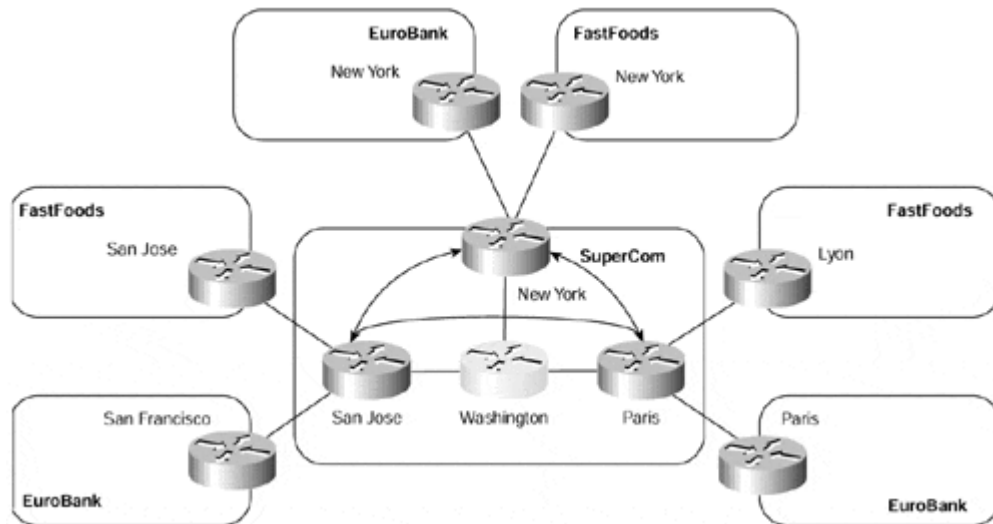 EuroBank
New York
FastFoods
New York
FastFoods
San Jose
FastFoods
Lyon
SuperCom
New York
San Jose
Washington
Paris
San Francisco
EuroBank
Paris
EuroBank